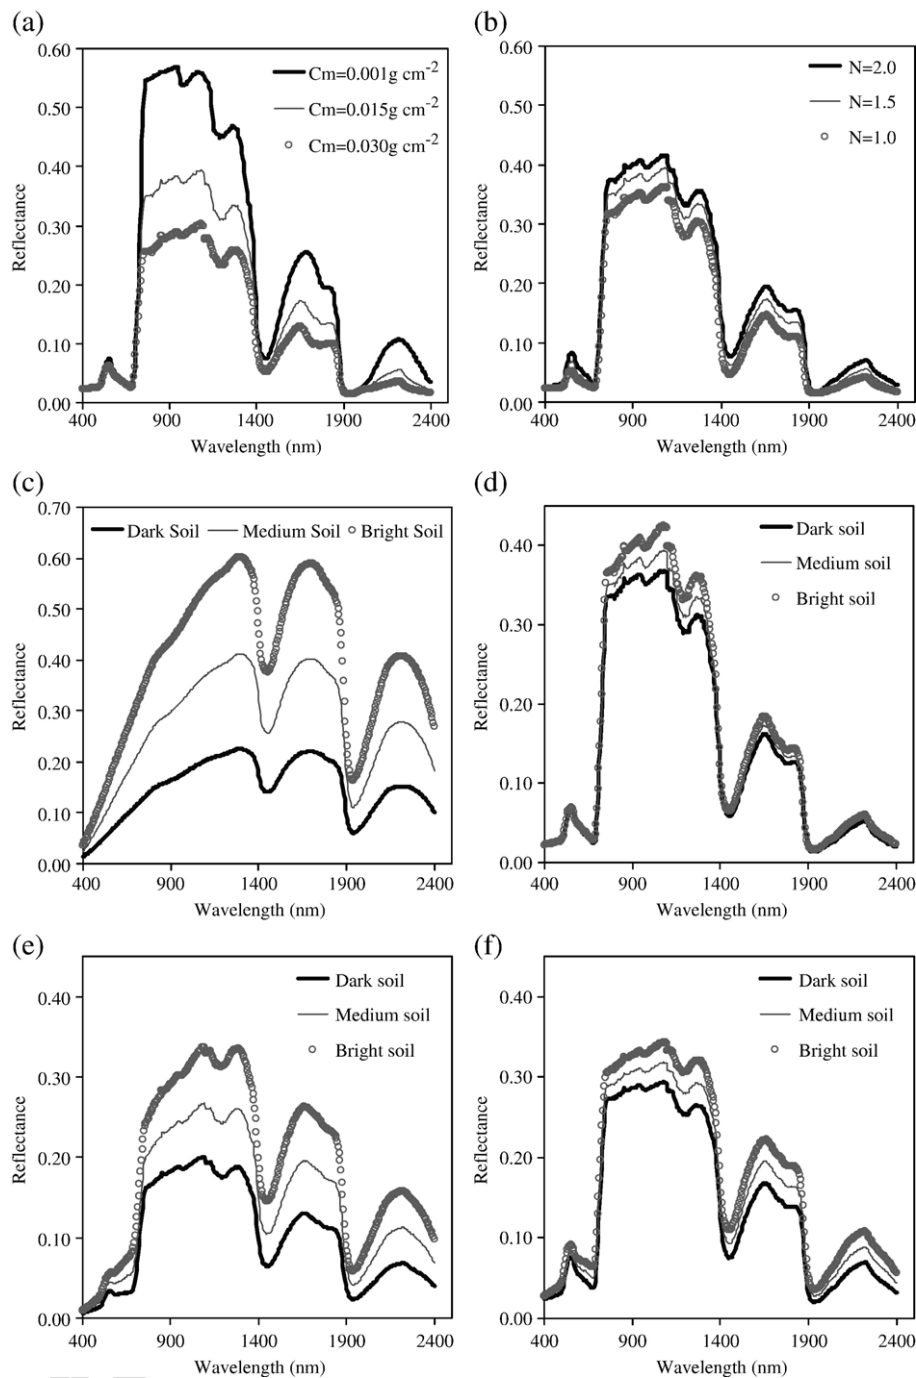 (a)
0.60
0.50
0.40
0.30
0.20
0.10
0.00
Reflectance
Cm=0.001g cm⁻²
Cm=0.015g cm⁻²
Cm=0.030g cm⁻²
400 900 1400 1900 2400
Wavelength (nm)
(b)
0.60
0.50
0.40
0.30
0.20
0.10
0.00
Reflectance
N=2.0
N=1.5
N=1.0
400 900 1400 1900 2400
Wavelength (nm)
(c)
0.70
0.60
0.50
0.40
0.30
0.20
0.10
0.00
Reflectance
Dark Soil Medium Soil Bright Soil
400 900 1400 1900 2400
Wavelength (nm)
(d)
0.40
0.30
0.20
0.10
0.00
Reflectance
Dark soil
Medium soil
Bright soil
400 900 1400 1900 2400
Wavelength (nm)
(e)
0.40
0.30
0.20
0.10
0.00
Reflectance
Dark soil
Medium soil
Bright soil
400 900 1400 1900 2400
Wavelength (nm)
(f)
0.40
0.30
0.20
0.10
0.00
Reflectance
Dark soil
Medium soil
Bright soil
400 900 1400 1900 2400
Wavelength (nm)